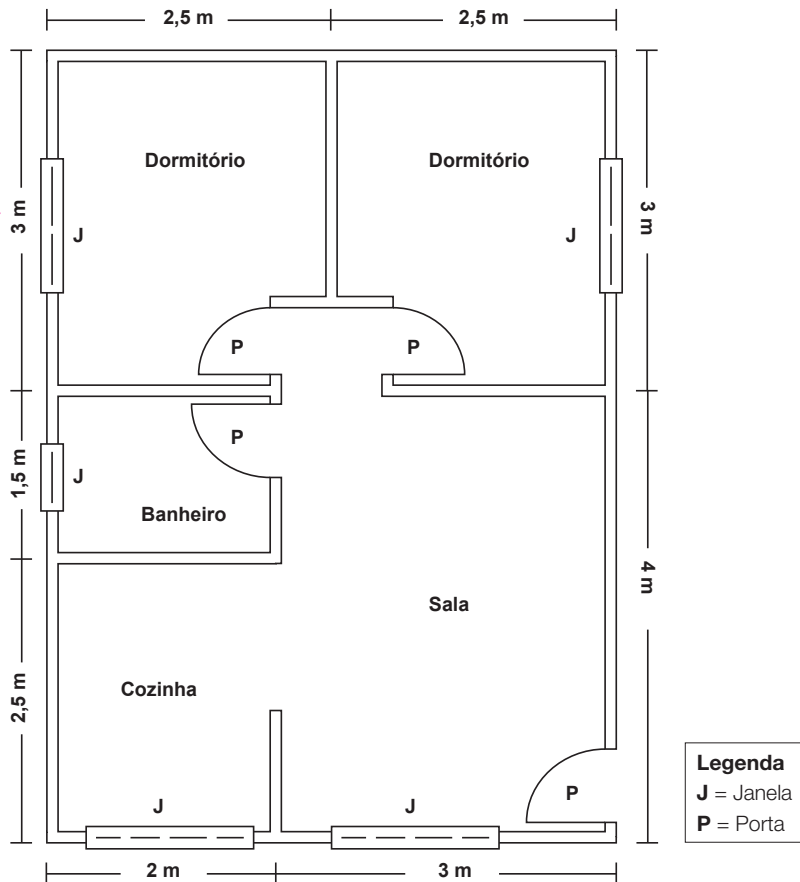 2,5 m 2,5 m
Dormitório Dormitório
3 m J J 3 m
P P
P
1,5 m J
Banheiro
4 m
Sala
2,5 m
Cozinha
Legenda
J = Janela
P = Porta
P
J J
2 m 3 m